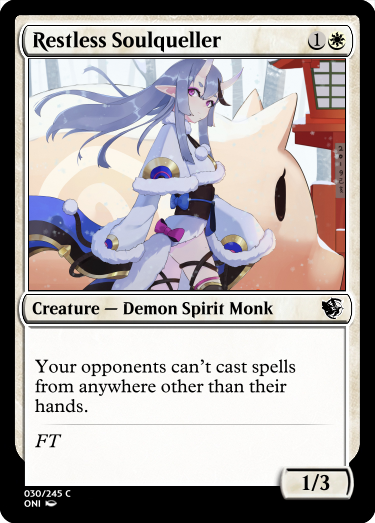 Restless Soulqueller 1
Creature — Demon Spirit Monk
Your opponents can't cast spells
from anywhere other than their
hands.
FT
1/3
030/245 C
ONI